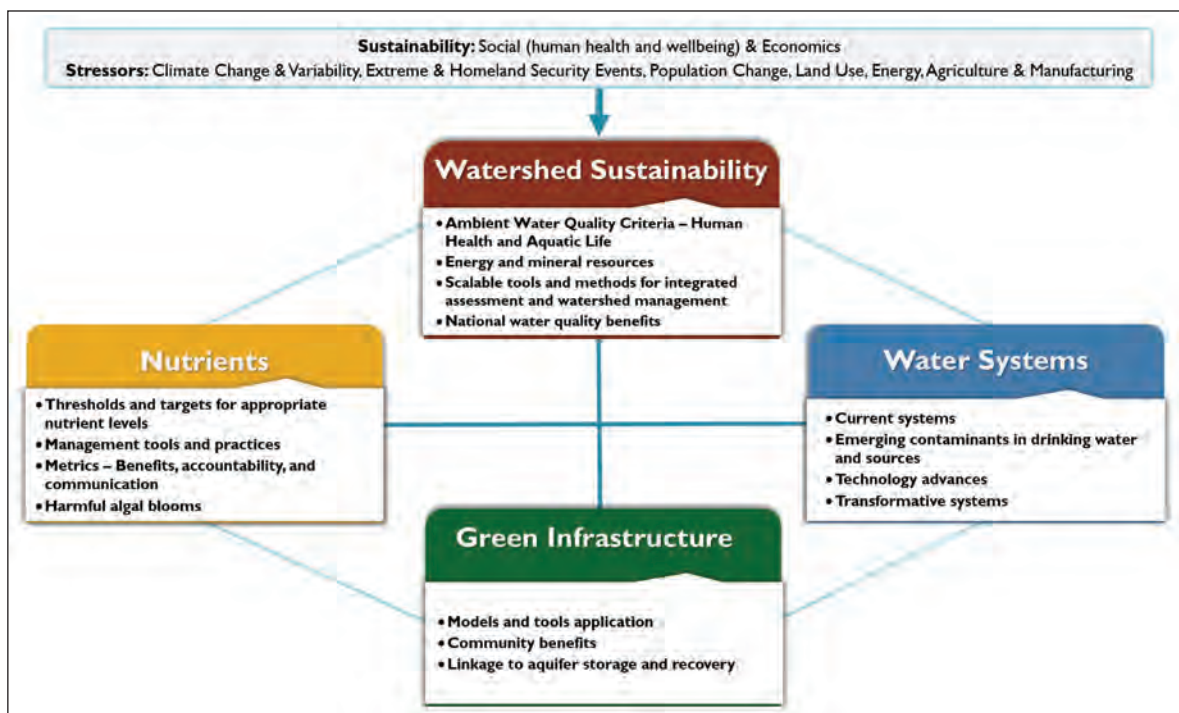 Sustainability: Social (human health and wellbeing) & Economics
Stressors: Climate Change & Variability, Extreme & Homeland Security Events, Population Change, Land Use, Energy, Agriculture & Manufacturing
Watershed Sustainability
• Ambient Water Quality Criteria – Human
Health and Aquatic Life
• Energy and mineral resources
• Scalable tools and methods for integrated
assessment and watershed management
• National water quality benefits
Nutrients
• Thresholds and targets for appropriate
nutrient levels
• Management tools and practices
• Metrics – Benefits, accountability, and
communication
• Harmful algal blooms
Water Systems
• Current systems
• Emerging contaminants in drinking water
and sources
• Technology advances
• Transformative systems
Green Infrastructure
• Models and tools application
• Community benefits
• Linkage to aquifer storage and recovery